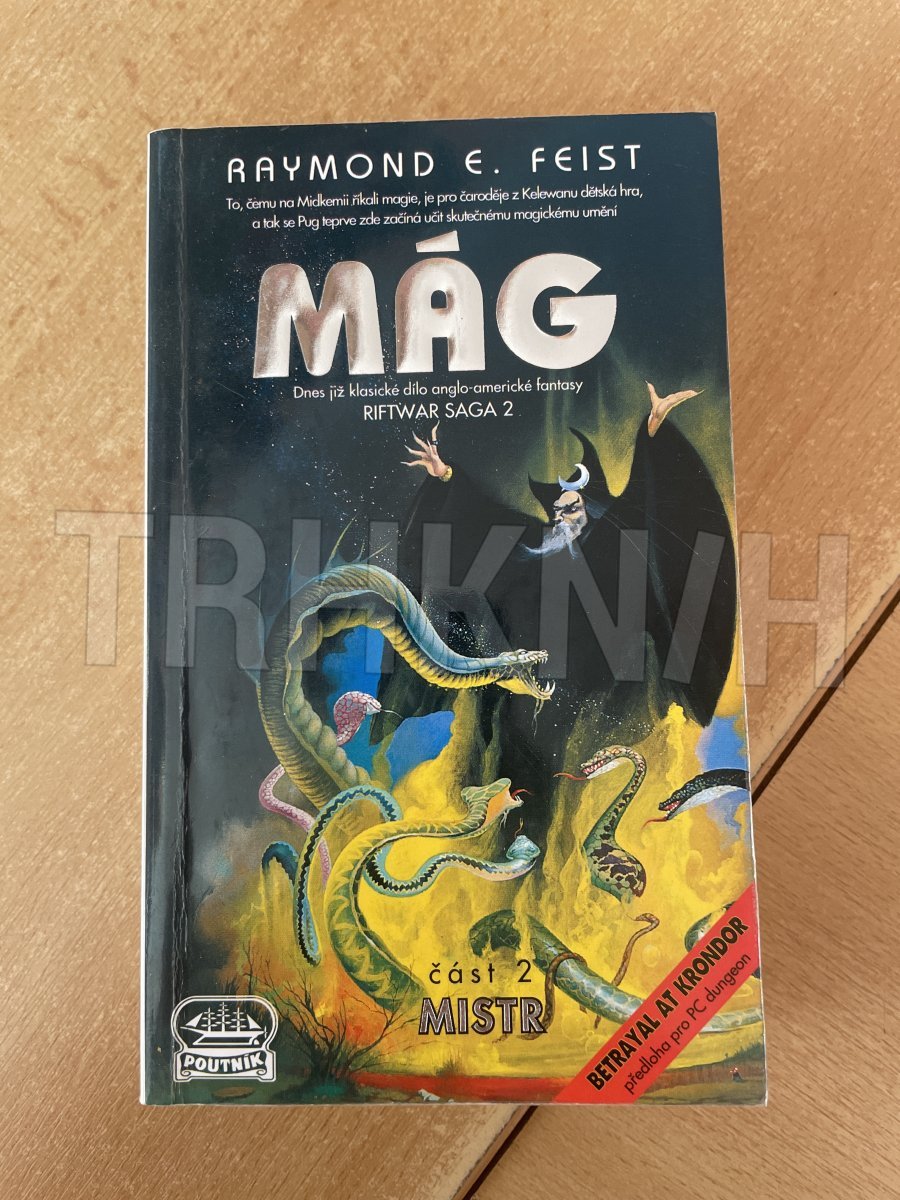 RAYMOND E. FEIST
To, čemu na Midkemii říkali magie, je pro čaroděje z Kelewanu dětská hra,
a tak se Pug teprve zde začíná učit skutečnému magickému umění
MÁG
Dnes již klasické dílo anglo-americké fantasy
RIFTWAR SAGA 2
TRHKNIH
část 2
MISTR
BETRAYAL AT KRONDOR
předloha pro PC dungeon
POUTNÍK